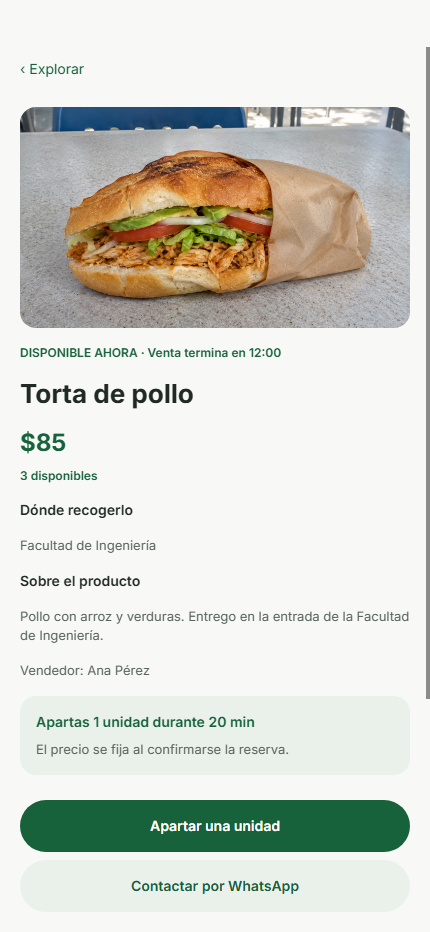 ‹ Explorar
DISPONIBLE AHORA · Venta termina en 12:00
Torta de pollo
$85
3 disponibles
Dónde recogerlo
Facultad de Ingeniería
Sobre el producto
Pollo con arroz y verduras. Entrego en la entrada de la Facultad
de Ingeniería.
Vendedor: Ana Pérez
Apartas 1 unidad durante 20 min
El precio se fija al confirmarse la reserva.
Apartar una unidad
Contactar por WhatsApp